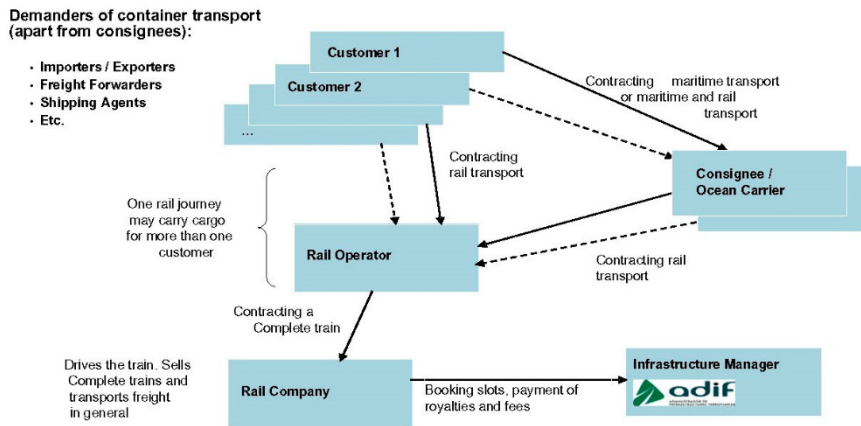 Demanders of container transport
(apart from consignees):
• Importers / Exporters
• Freight Forwarders
• Shipping Agents
• Etc.
Customer 1
Customer 2
...
Contracting maritime transport
or maritime and rail
transport
Contracting
rail transport
Consignee /
Ocean Carrier
One rail journey
may carry cargo
for more than one
customer
Rail Operator
Contracting rail
transport
Contracting a
Complete train
Drives the train. Sells
Complete trains and
transports freight
in general
Rail Company
Booking slots, payment of
royalties and fees
Infrastructure Manager
adif